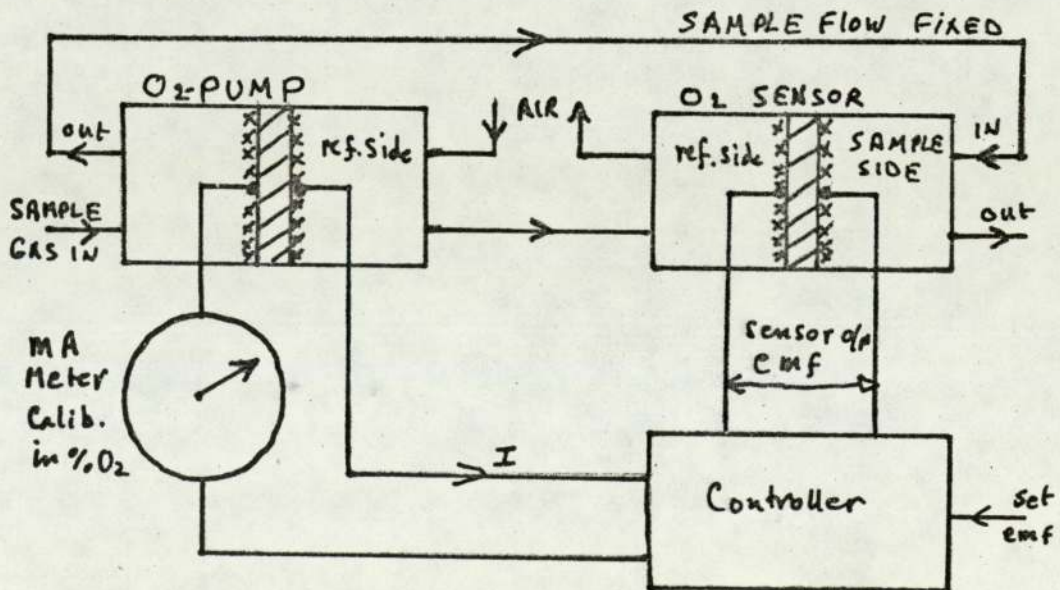 SAMPLE FLOW FIXED
O2-PUMP
AIR
O2 SENSOR
out
ref. side
ref. side
SAMPLE
SIDE
IN
SAMPLE
GAS IN
out
MA
Meter
Calib.
in % O2
sensor o/p
emf
I
Controller
set
emf